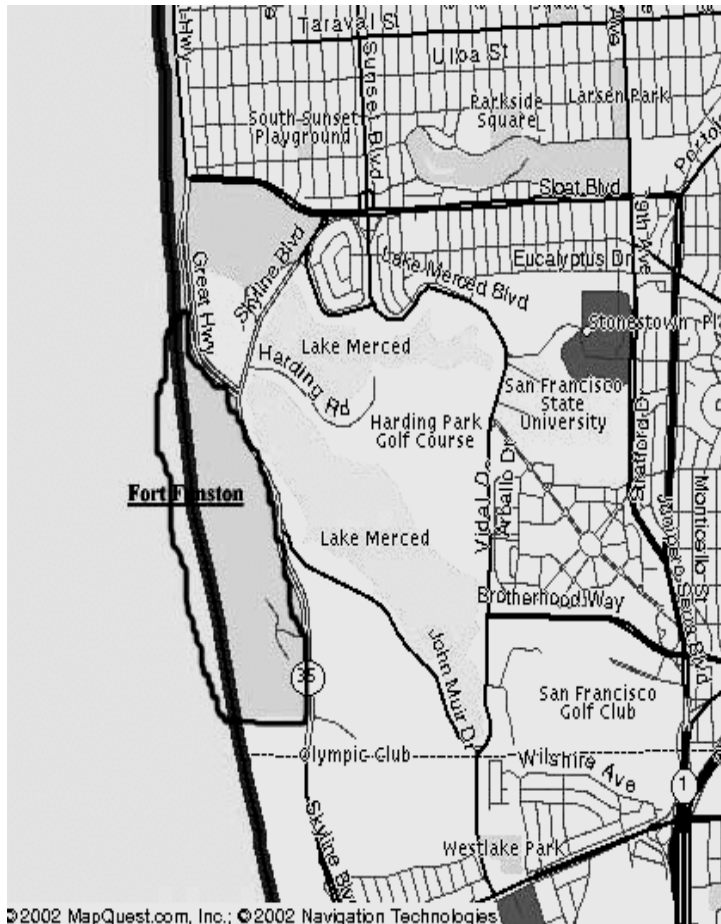 Hwy
Taraval St
Ave
Sunset Blvd
Ulloa St
South Sunset
Playground
Parkside
Square
Larsen Park
Sloat Blvd
19th Ave
Great Hwy
Skyline Blvd
Lake Merced Blvd
Eucalyptus Dr
Stonestown
Lake Merced
Harding Rd
San Francisco
State
University
Harding Park
Golf Course
Stratford Dr
Fort Funston
Vidal D
Arballo Dr
Monticello St
Junipero Serra Blvd
Lake Merced
Brotherhood Way
John Muir Dr
35
San Francisco
Golf Club
Olympic Club
Wilshire Ave
1
Skyline Blv
Westlake Park
©2002 MapQuest.com, Inc.; ©2002 Navigation Technologies